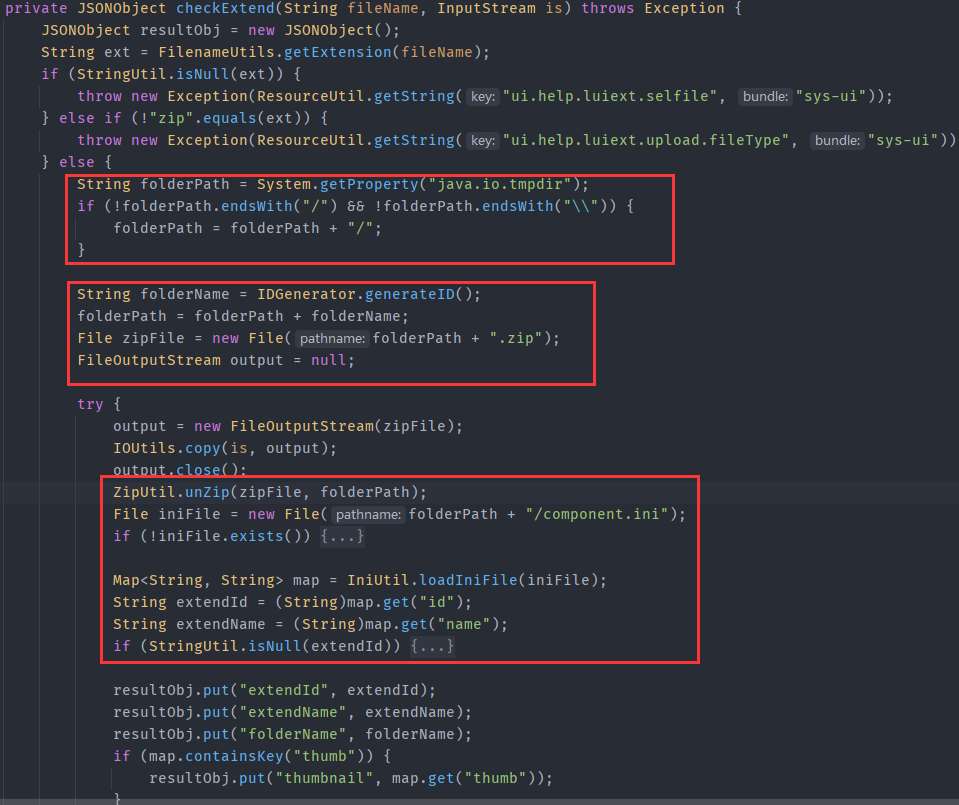 private JSONObject checkExtend(String fileName, InputStream is) throws Exception {
JSONObject resultObj = new JSONObject();
String ext = FilenameUtils.getExtension(fileName);
if (StringUtil.isNull(ext)) {
throw new Exception(ResourceUtil.getString( key: "ui.help.luiext.selfile", bundle: "sys-ui"));
} else if (!"zip".equals(ext)) {
throw new Exception(ResourceUtil.getString( key: "ui.help.luiext.upload.fileType", bundle: "sys-ui"))
} else {
String folderPath = System.getProperty("java.io.tmpdir");
if (!folderPath.endsWith("/") && !folderPath.endsWith("\\")) {
folderPath = folderPath + "/";
}
String folderName = IDGenerator.generateID();
folderPath = folderPath + folderName;
File zipFile = new File( pathname: folderPath + ".zip");
FileOutputStream output = null;
try {
output = new FileOutputStream(zipFile);
IOUtils.copy(is, output);
output.close();
ZipUtil.unZip(zipFile, folderPath);
File iniFile = new File( pathname: folderPath + "/component.ini");
if (!iniFile.exists()) {...}
Map<String, String> map = IniUtil.loadIniFile(iniFile);
String extendId = (String)map.get("id");
String extendName = (String)map.get("name");
if (StringUtil.isNull(extendId)) {...}
resultObj.put("extendId", extendId);
resultObj.put("extendName", extendName);
resultObj.put("folderName", folderName);
if (map.containsKey("thumb")) {
resultObj.put("thumbnail", map.get("thumb"));
}